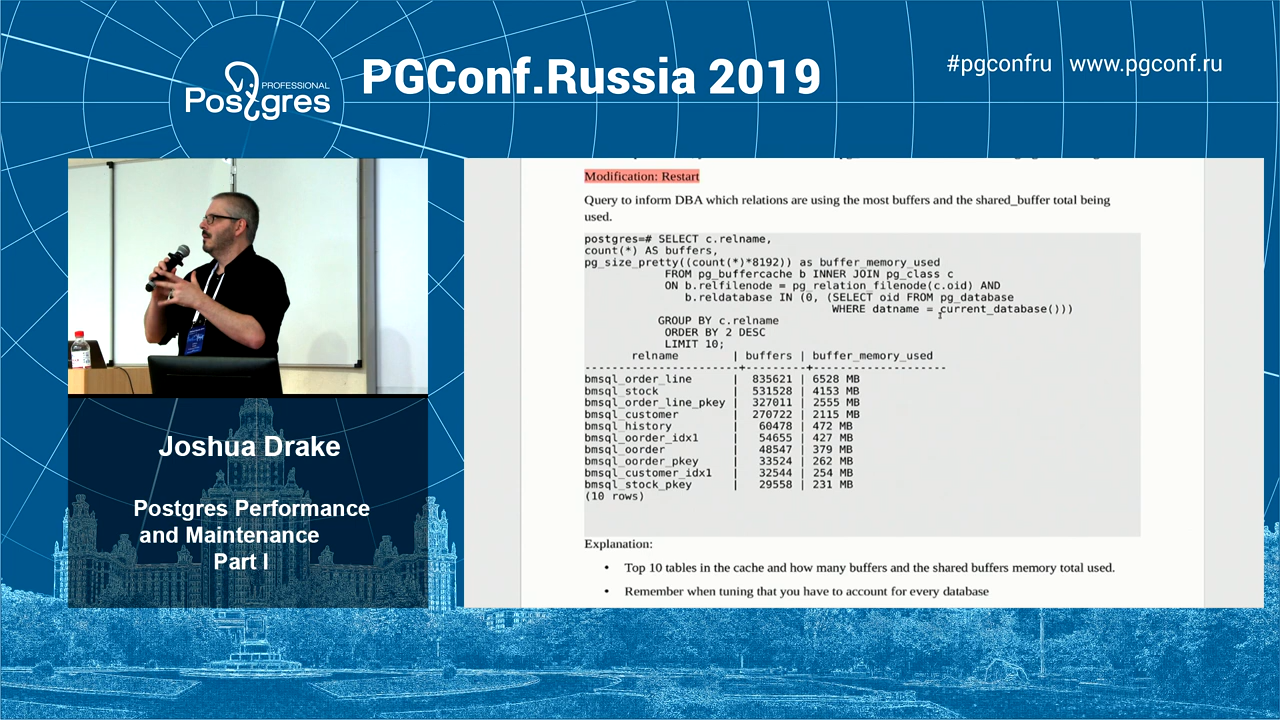 PROFESSIONAL
Postgres
PGConf.Russia 2019
#pgconfru www.pgconf.ru
Joshua Drake
Postgres Performance
and Maintenance
Part I
Modification: Restart
Query to inform DBA which relations are using the most buffers and the shared_buffer total being
used.
postgres=# SELECT c.relname,
count(*) AS buffers,
pg_size_pretty((count(*)*8192)) as buffer_memory_used
FROM pg_buffercache b INNER JOIN pg_class c
ON b.relfilenode = pg_relation_filenode(c.oid) AND
b.reldatabase IN (0, (SELECT oid FROM pg_database
WHERE datname = current_database()))
GROUP BY c.relname
ORDER BY 2 DESC
LIMIT 10;
relname | buffers | buffer_memory_used
-----------------------+---------+--------------------
bmsql_order_line | 835621 | 6528 MB
bmsql_stock | 531528 | 4153 MB
bmsql_order_line_pkey | 327011 | 2555 MB
bmsql_customer | 270722 | 2115 MB
bmsql_history | 60478 | 472 MB
bmsql_oorder_idx1 | 54655 | 427 MB
bmsql_oorder | 48547 | 379 MB
bmsql_oorder_pkey | 33524 | 262 MB
bmsql_customer_idx1 | 32544 | 254 MB
bmsql_stock_pkey | 29558 | 231 MB
(10 rows)
Explanation:
• Top 10 tables in the cache and how many buffers and the shared buffers memory total used.
• Remember when tuning that you have to account for every database